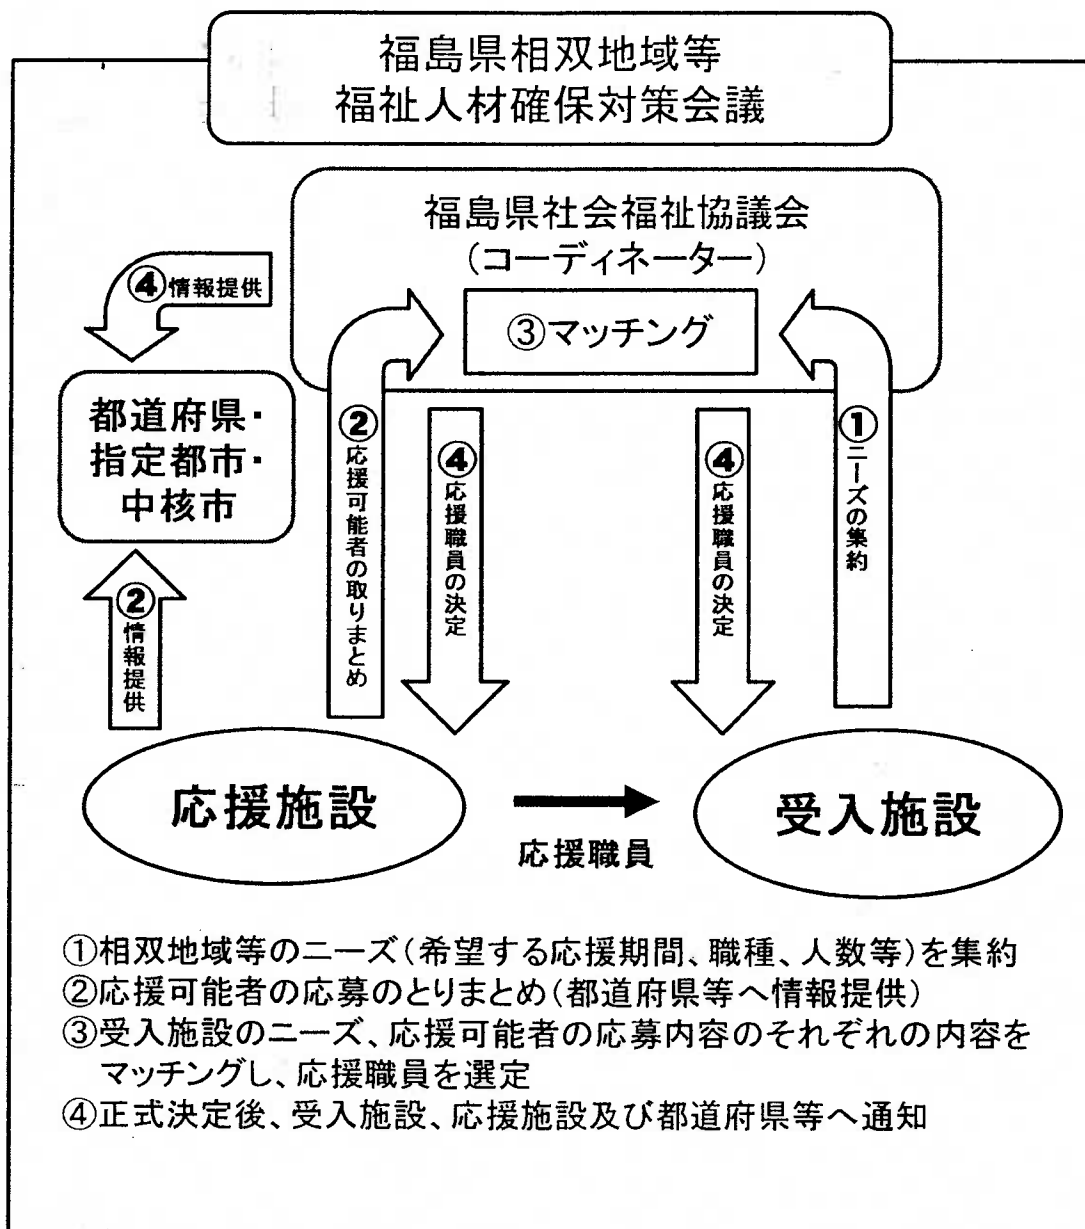 福島県相双地域等
福祉人材確保対策会議
福島県社会福祉協議会
(コーディネーター)
③マッチング
④情報提供
都道府県・
指定都市・
中核市
②情報提供
②応援可能者の取りまとめ
④応援職員の決定
④応援職員の決定
①ニーズの集約
応援施設
応援職員
受入施設
①相双地域等のニーズ(希望する応援期間、職種、人数等)を集約
②応援可能者の応募のとりまとめ(都道府県等へ情報提供)
③受入施設のニーズ、応援可能者の応募内容のそれぞれの内容を
マッチングし、応援職員を選定
④正式決定後、受入施設、応援施設及び都道府県等へ通知